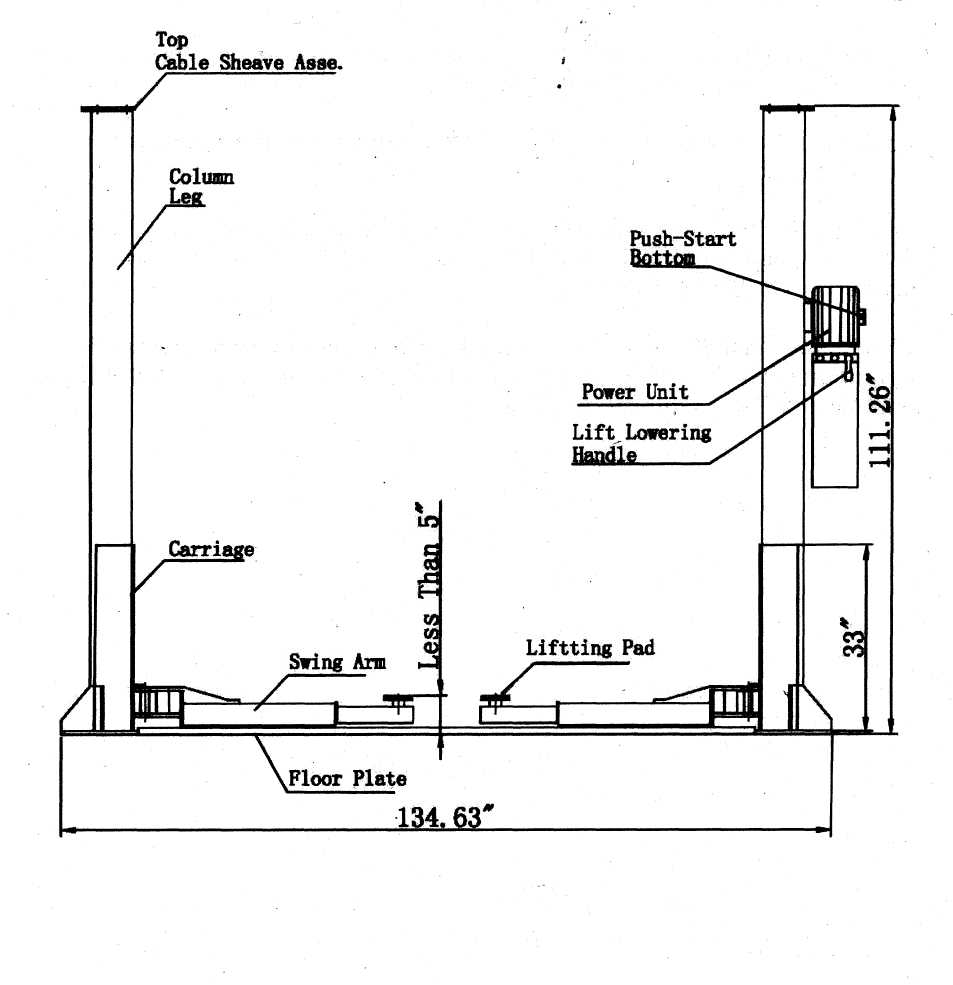 Top
Cable Sheave Asse.
Column
Leg
Push-Start
Bottom
Power Unit
Lift Lowering
Handle
111.26″
Carriage
Less Than 5″
33″
Swing Arm
Liftting Pad
Floor Plate
134.63″